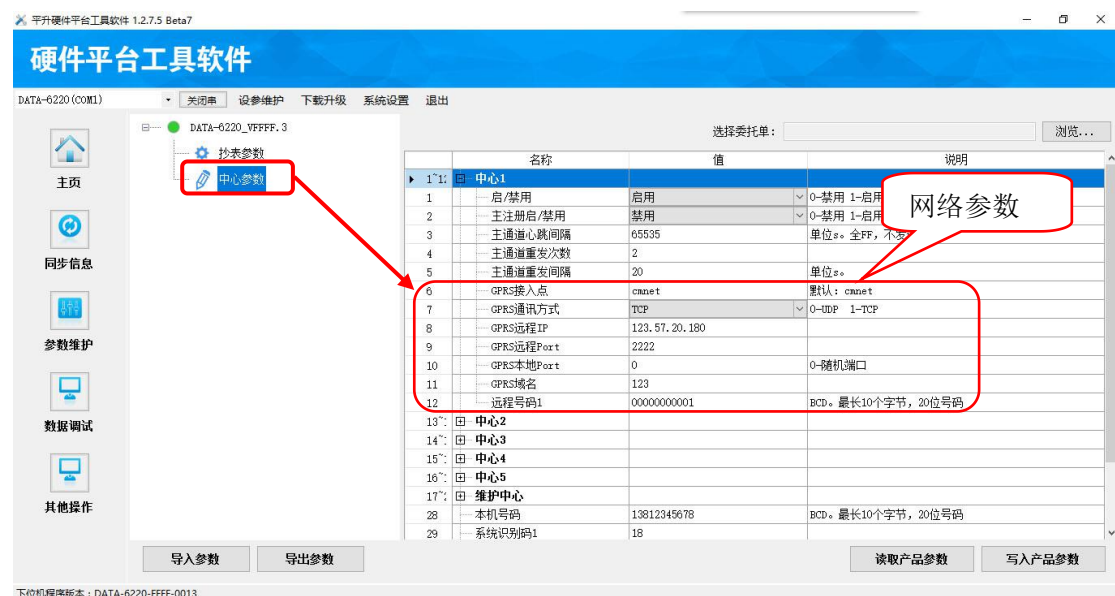 平升硬件平台工具软件 1.2.7.5 Beta7
硬件平台工具软件
DATA-6220(COM1) 关闭串 设参维护 下载升级 系统设置 退出
DATA-6220_VFFFF.3
抄表参数
中心参数
主页
同步信息
参数维护
数据调试
其他操作
选择委托单: 浏览...
名称 值 说明
1~1: 中心1
1 启/禁用 启用 0-禁用 1-启用
2 主注册启/禁用 禁用 0-禁用 1-启用
3 主通道心跳间隔 65535 单位s。全FF，不发
4 主通道重发次数 2
5 主通道重发间隔 20 单位s。
6 GPRS接入点 cmnet 默认: cmnet
7 GPRS通讯方式 TCP 0-UDP 1-TCP
8 GPRS远程IP 123.57.20.180
9 GPRS远程Port 2222
10 GPRS本地Port 0 0-随机端口
11 GPRS域名 123
12 远程号码1 00000000001 BCD。最长10个字节，20位号码
13~: 中心2
14~: 中心3
15~: 中心4
16~: 中心5
17~: 维护中心
28 本机号码 13812345678 BCD。最长10个字节，20位号码
29 系统识别码1 18
网络参数
导入参数 导出参数 读取产品参数 写入产品参数
下位机程序版本：DATA-6220-FFFF-0013